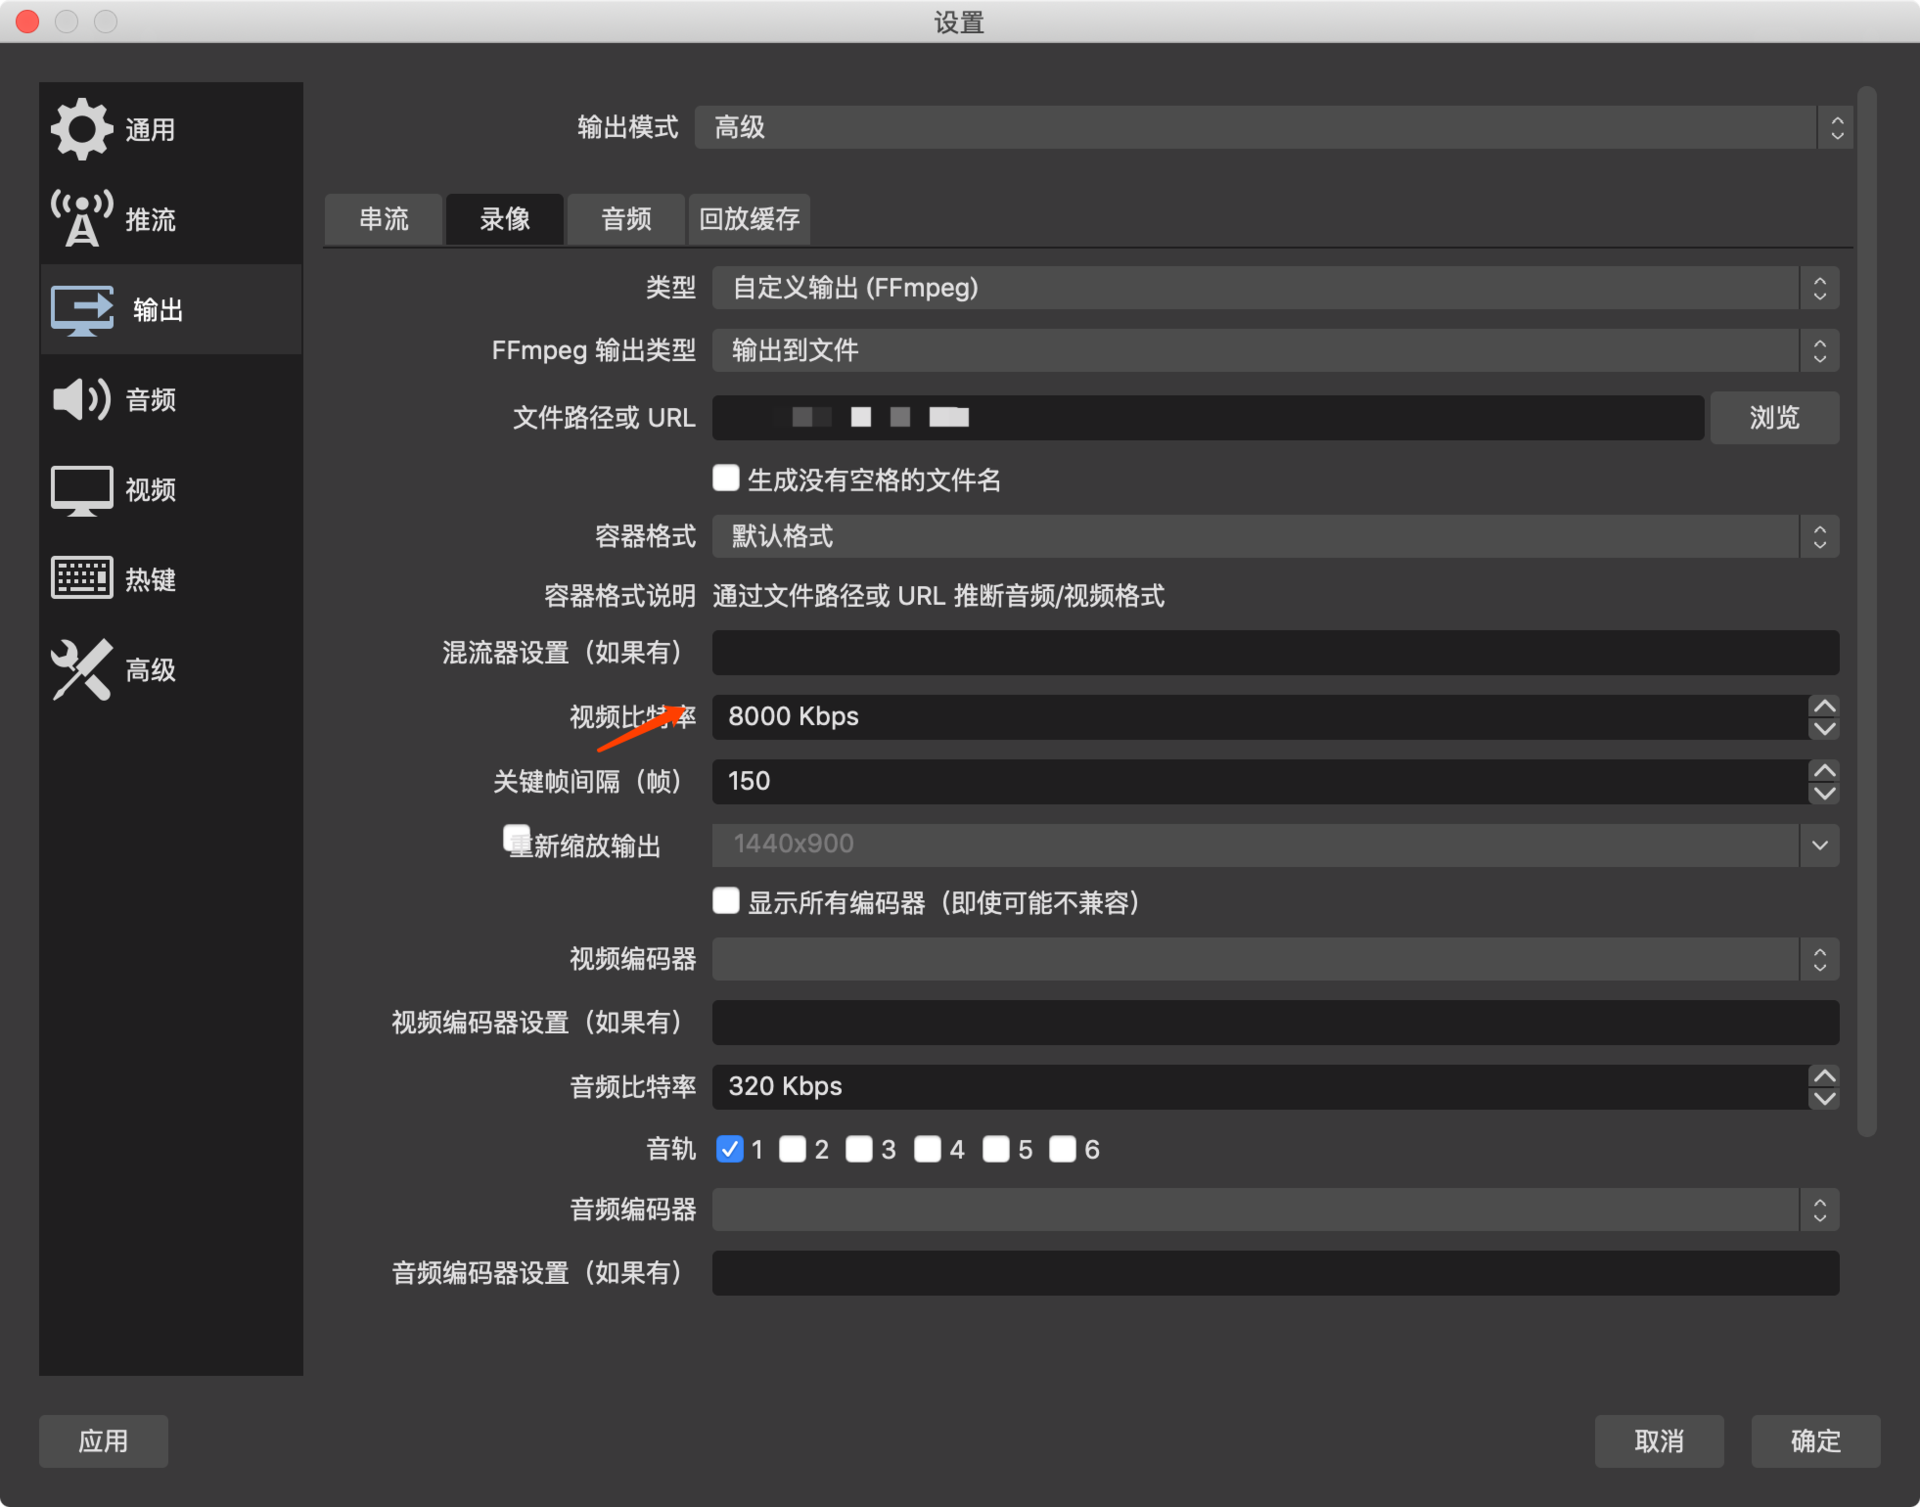 设置
通用
推流
输出
音频
视频
热键
高级
输出模式 高级
串流 录像 音频 回放缓存
类型 自定义输出 (FFmpeg)
FFmpeg 输出类型 输出到文件
文件路径或 URL 浏览
生成没有空格的文件名
容器格式 默认格式
容器格式说明 通过文件路径或 URL 推断音频/视频格式
混流器设置（如果有）
视频比特率 8000 Kbps
关键帧间隔（帧） 150
重新缩放输出 1440x900
显示所有编码器（即使可能不兼容）
视频编码器
视频编码器设置（如果有）
音频比特率 320 Kbps
音轨 1 2 3 4 5 6
音频编码器
音频编码器设置（如果有）
应用 取消 确定